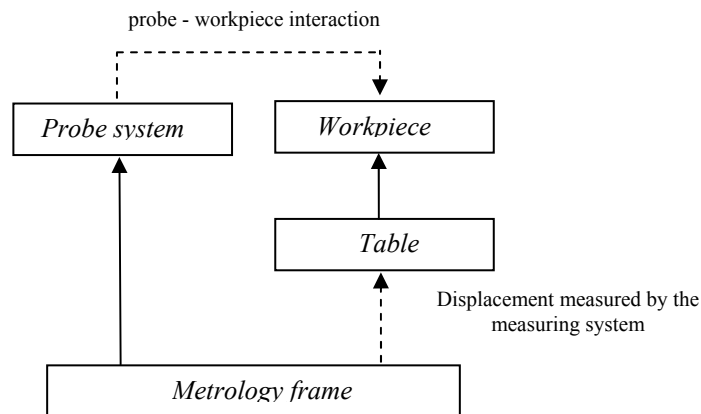 probe - workpiece interaction
Probe system
Workpiece
Table
Displacement measured by the
measuring system
Metrology frame